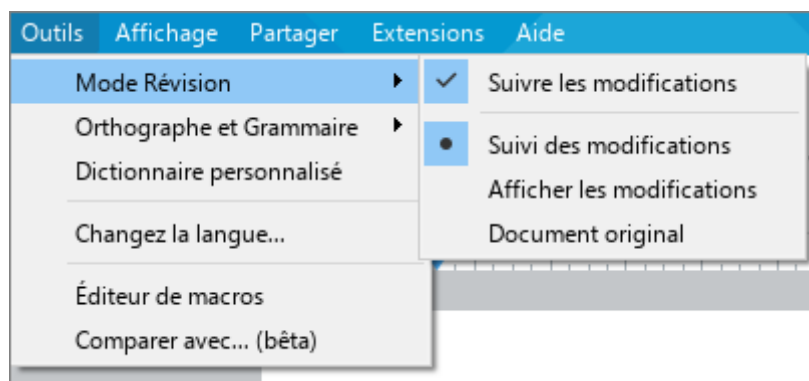 Outils Affichage Partager Extensions Aide
Mode Révision
Orthographe et Grammaire
Dictionnaire personnalisé
Changez la langue...
Éditeur de macros
Comparer avec... (bêta)
Suivre les modifications
Suivi des modifications
Afficher les modifications
Document original